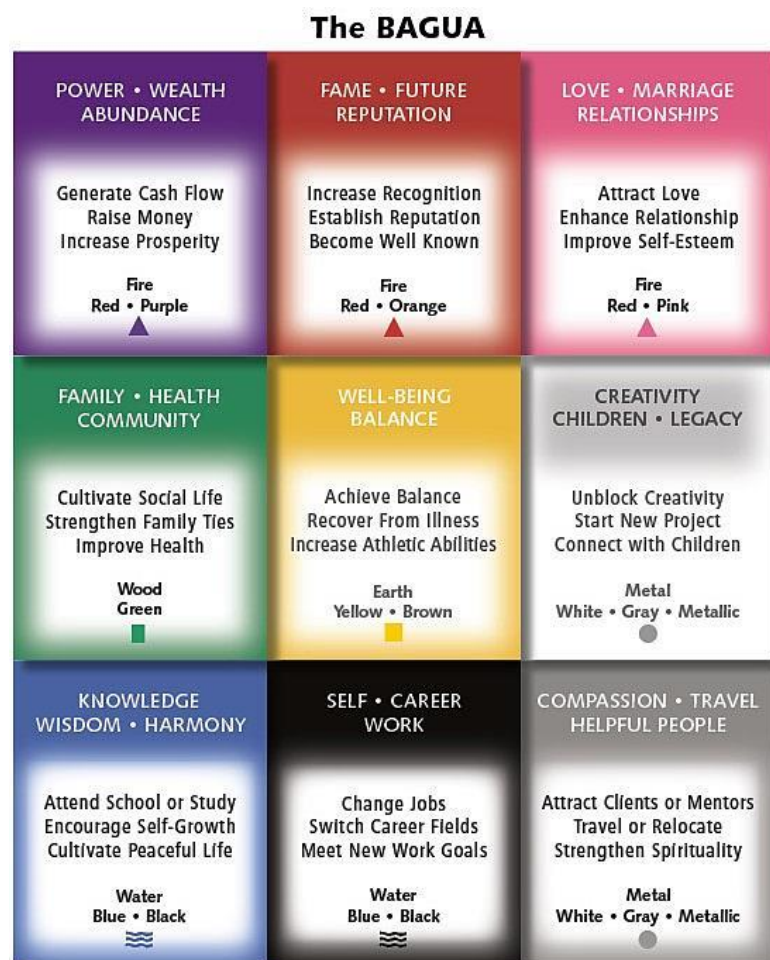 The BAGUA
POWER • WEALTH
ABUNDANCE
Generate Cash Flow
Raise Money
Increase Prosperity
Fire
Red • Purple
FAME • FUTURE
REPUTATION
Increase Recognition
Establish Reputation
Become Well Known
Fire
Red • Orange
LOVE • MARRIAGE
RELATIONSHIPS
Attract Love
Enhance Relationship
Improve Self-Esteem
Fire
Red • Pink
FAMILY • HEALTH
COMMUNITY
Cultivate Social Life
Strengthen Family Ties
Improve Health
Wood
Green
WELL-BEING
BALANCE
Achieve Balance
Recover From Illness
Increase Athletic Abilities
Earth
Yellow • Brown
CREATIVITY
CHILDREN • LEGACY
Unblock Creativity
Start New Project
Connect with Children
Metal
White • Gray • Metallic
KNOWLEDGE
WISDOM • HARMONY
Attend School or Study
Encourage Self-Growth
Cultivate Peaceful Life
Water
Blue • Black
SELF • CAREER
WORK
Change Jobs
Switch Career Fields
Meet New Work Goals
Water
Blue • Black
COMPASSION • TRAVEL
HELPFUL PEOPLE
Attract Clients or Mentors
Travel or Relocate
Strengthen Spirituality
Metal
White • Gray • Metallic